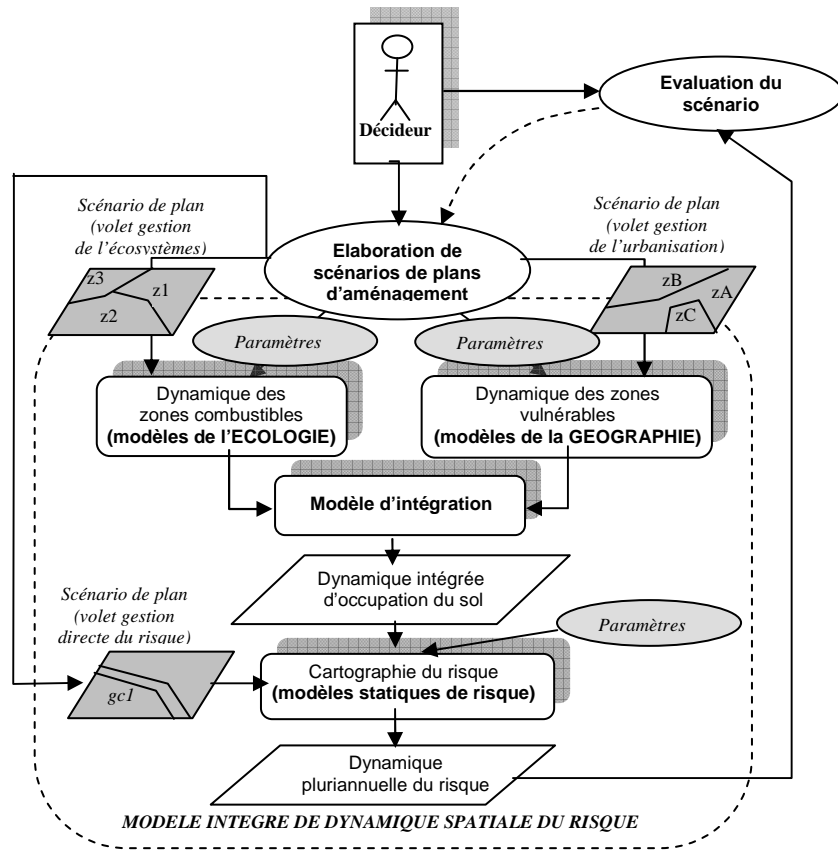 Décideur
Evaluation du
scénario
Scénario de plan
(volet gestion
de l'écosystèmes)
Elaboration de
scénarios de plans
d'aménagement
Scénario de plan
(volet gestion
de l'urbanisation)
z3
z1
z2
zB
zA
zC
Paramètres
Paramètres
Dynamique des
zones combustibles
(modèles de l'ECOLOGIE)
Dynamique des zones
vulnérables
(modèles de la GEOGRAPHIE)
Modèle d'intégration
Dynamique intégrée
d'occupation du sol
Scénario de plan
(volet gestion
directe du risque)
Paramètres
gc1
Cartographie du risque
(modèles statiques de risque)
Dynamique
pluriannuelle du risque
MODELE INTEGRE DE DYNAMIQUE SPATIALE DU RISQUE